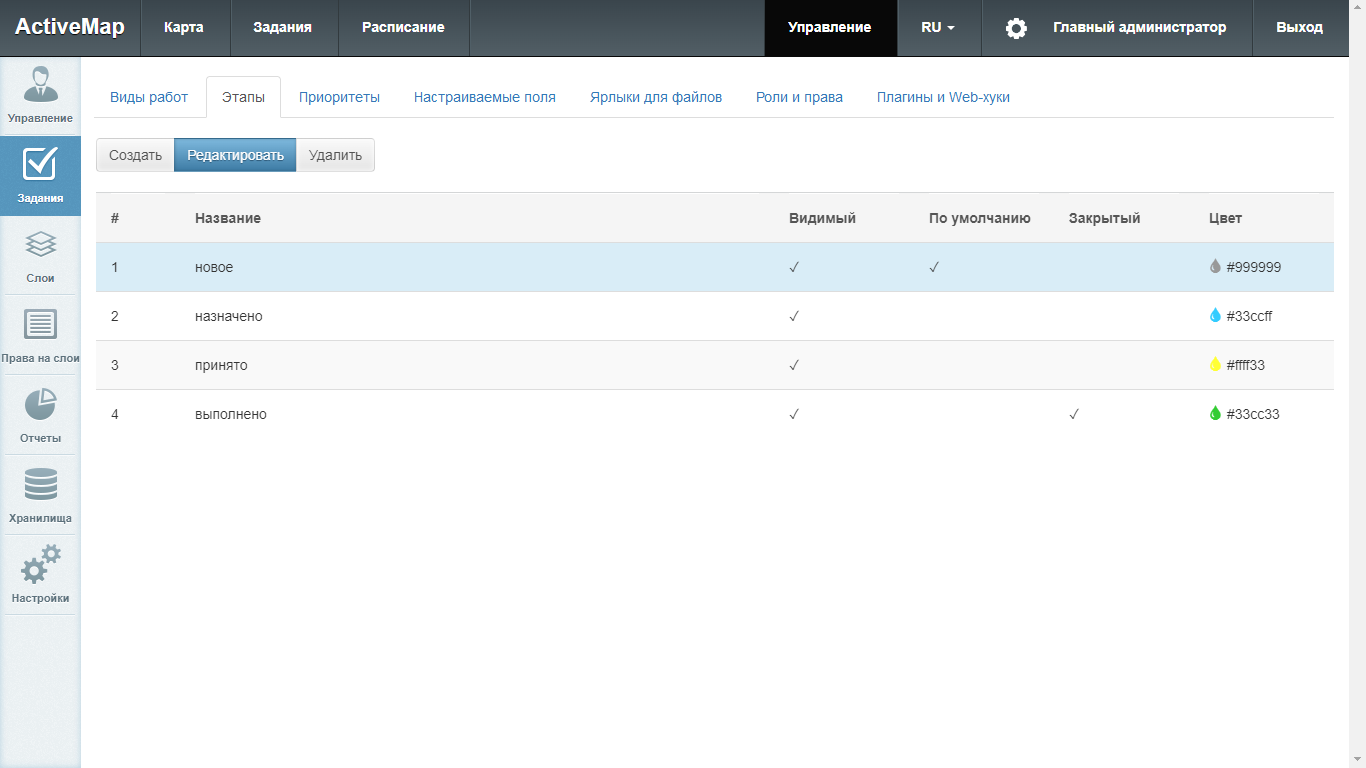 ActiveMap Карта Задания Расписание Управление RU Главный администратор Выход
Управление
Задания
Слои
Права на слои
Отчеты
Хранилища
Настройки
Виды работ Этапы Приоритеты Настраиваемые поля Ярлыки для файлов Роли и права Плагины и Web-хуки
Создать Редактировать Удалить
# Название Видимый По умолчанию Закрытый Цвет
1 новое ✓ ✓ #999999
2 назначено ✓ #33ccff
3 принято ✓ #ffff33
4 выполнено ✓ ✓ #33cc33